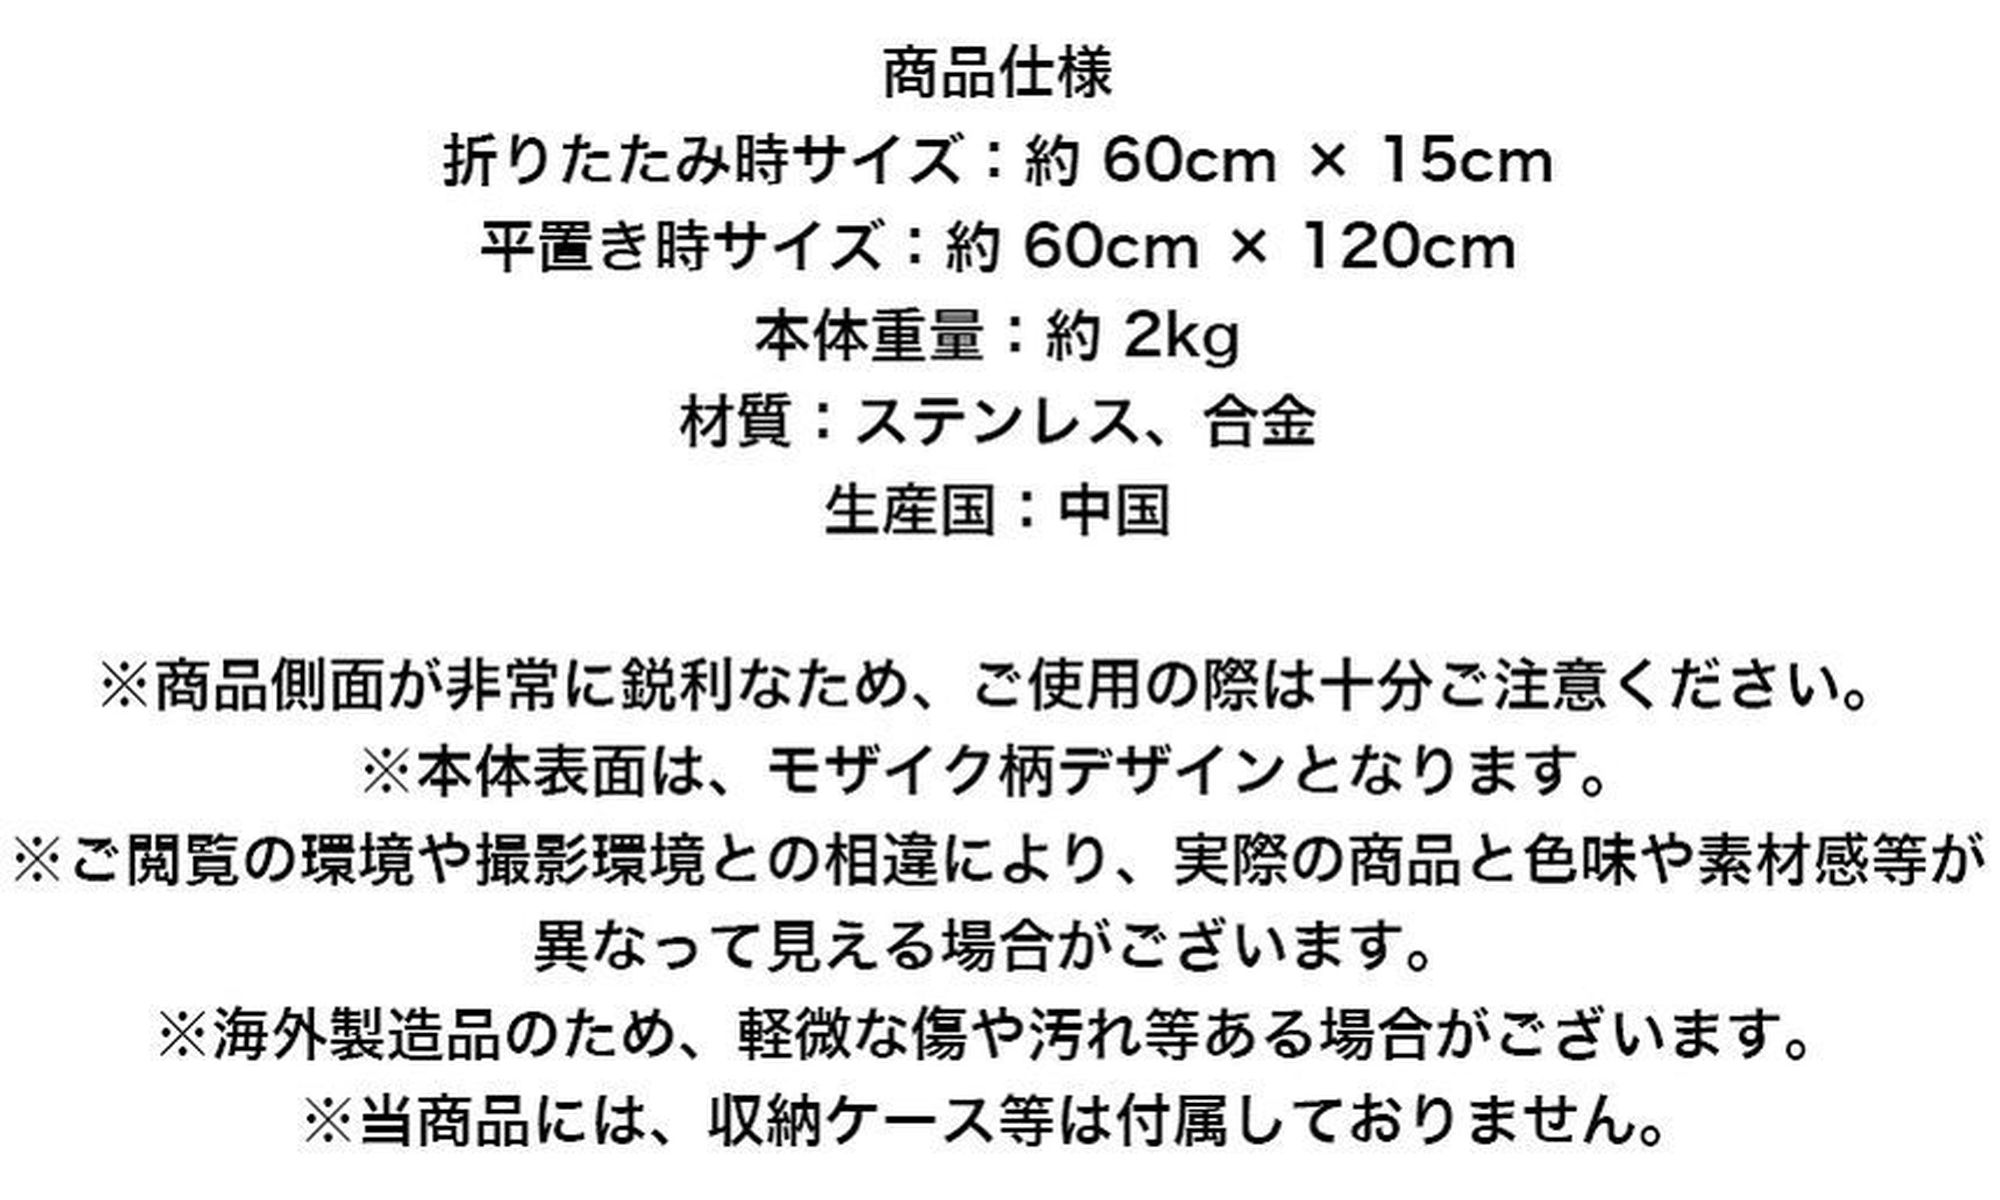 商品仕様
折りたたみ時サイズ：約 60cm × 15cm
平置き時サイズ：約 60cm × 120cm
本体重量：約 2kg
材質：ステンレス、合金
生産国：中国
※商品側面が非常に鋭利なため、ご使用の際は十分ご注意ください。
※本体表面は、モザイク柄デザインとなります。
※ご閲覧の環境や撮影環境との相違により、実際の商品と色味や素材感等が
異なって見える場合がございます。
※海外製造品のため、軽微な傷や汚れ等ある場合がございます。
※当商品には、収納ケース等は付属しておりません。